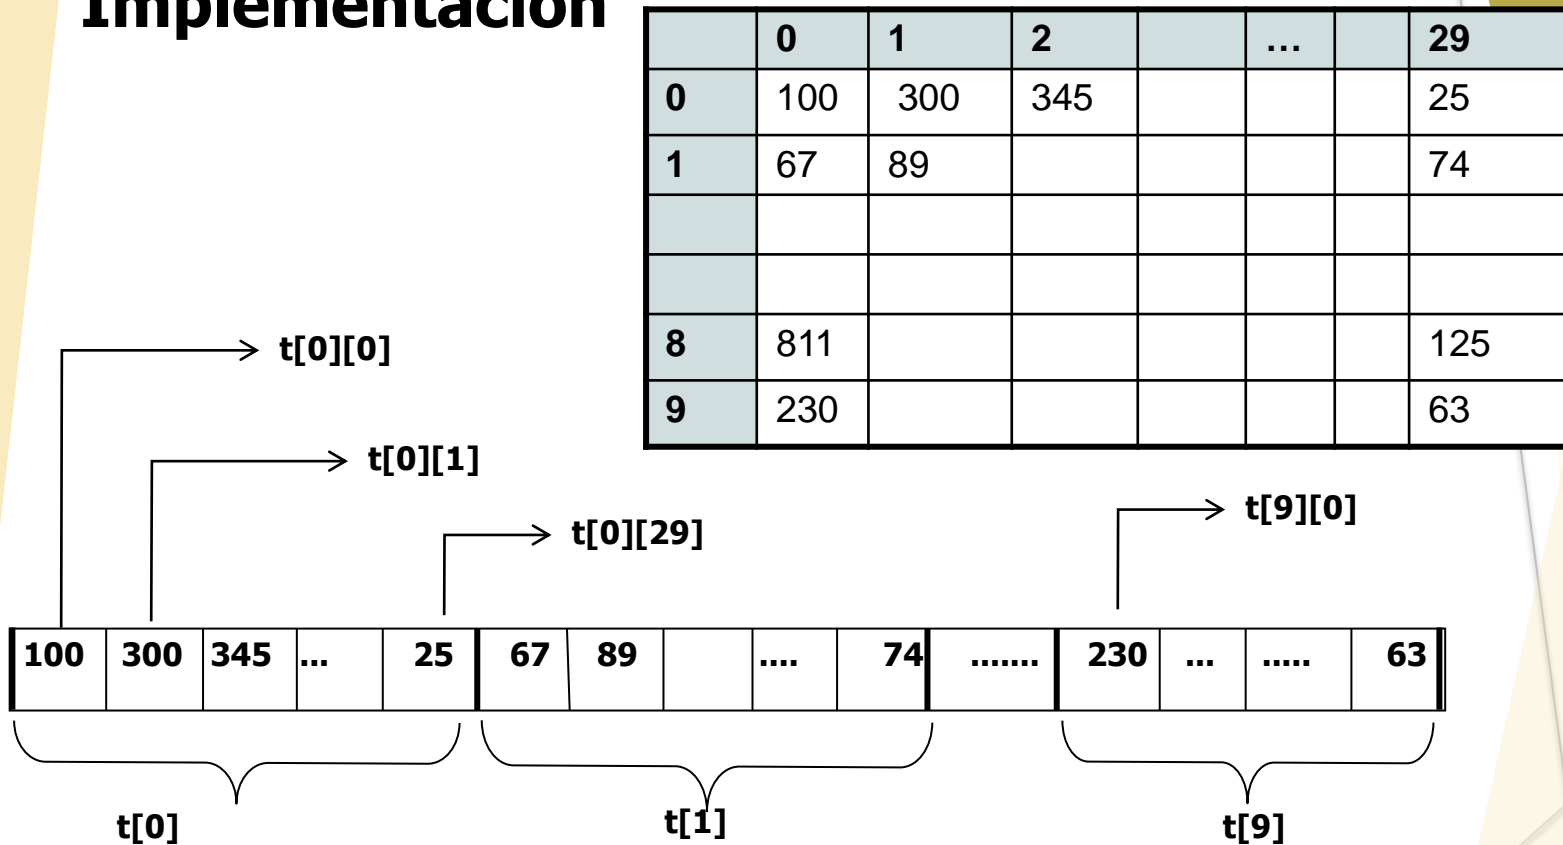 Implementación
0 1 2 ... 29
0 100 300 345 25
1 67 89 74
8 811 125
9 230 63
t[0][0]
t[0][1]
t[9][0]
t[0][29]
100 300 345 ... 25 67 89 .... 74 ....... 230 ... ..... 63
t[0] t[1] t[9]